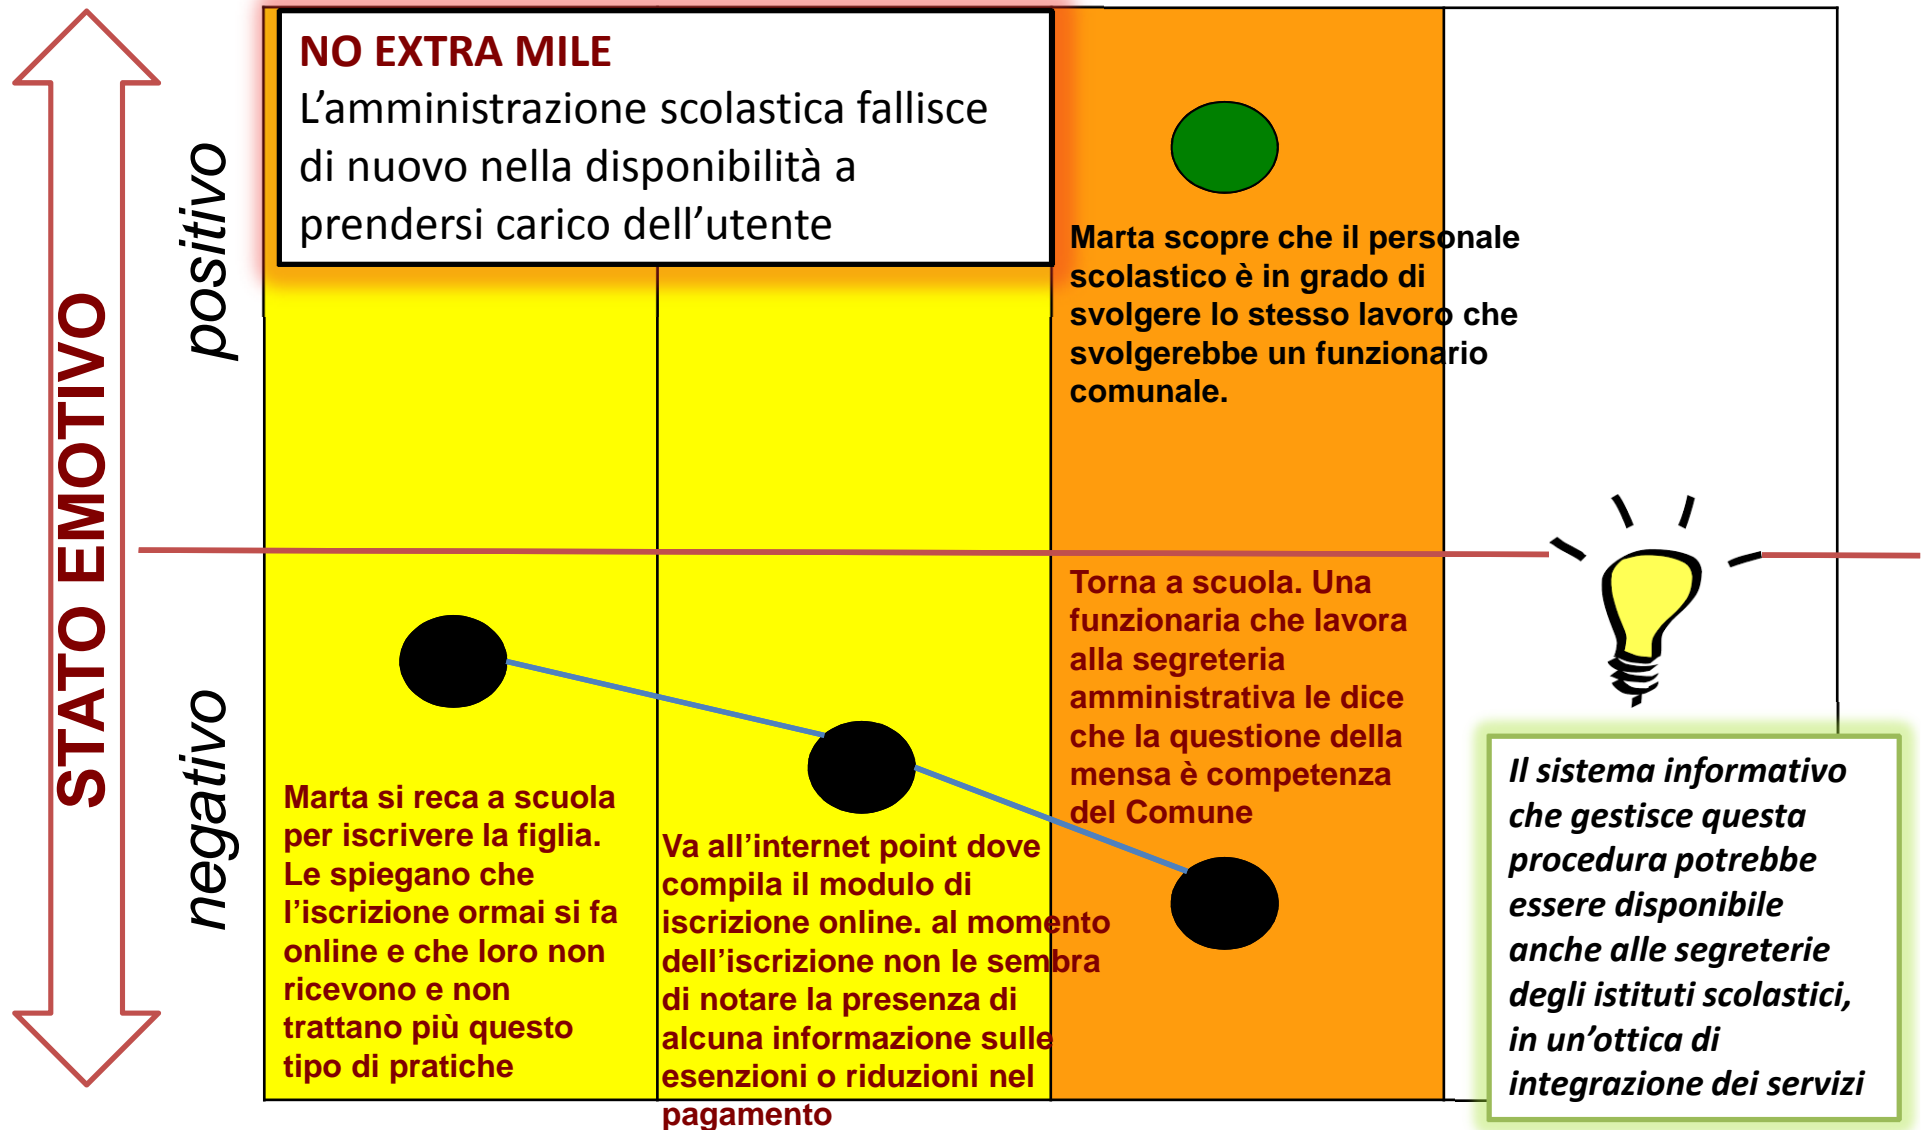 STATO EMOTIVO
positivo
negativo
NO EXTRA MILE
L’amministrazione scolastica fallisce
di nuovo nella disponibilità a
prendersi carico dell’utente
Marta scopre che il personale
scolastico è in grado di
svolgere lo stesso lavoro che
svolgerebbe un funzionario
comunale.
Marta si reca a scuola
per iscrivere la figlia.
Le spiegano che
l’iscrizione ormai si fa
online e che loro non
ricevono e non
trattano più questo
tipo di pratiche
Va all’internet point dove
compila il modulo di
iscrizione online. al momento
dell’iscrizione non le sembra
di notare la presenza di
alcuna informazione sulle
esenzioni o riduzioni nel
pagamento
Torna a scuola. Una
funzionaria che lavora
alla segreteria
amministrativa le dice
che la questione della
mensa è competenza
del Comune
Il sistema informativo
che gestisce questa
procedura potrebbe
essere disponibile
anche alle segreterie
degli istituti scolastici,
in un’ottica di
integrazione dei servizi